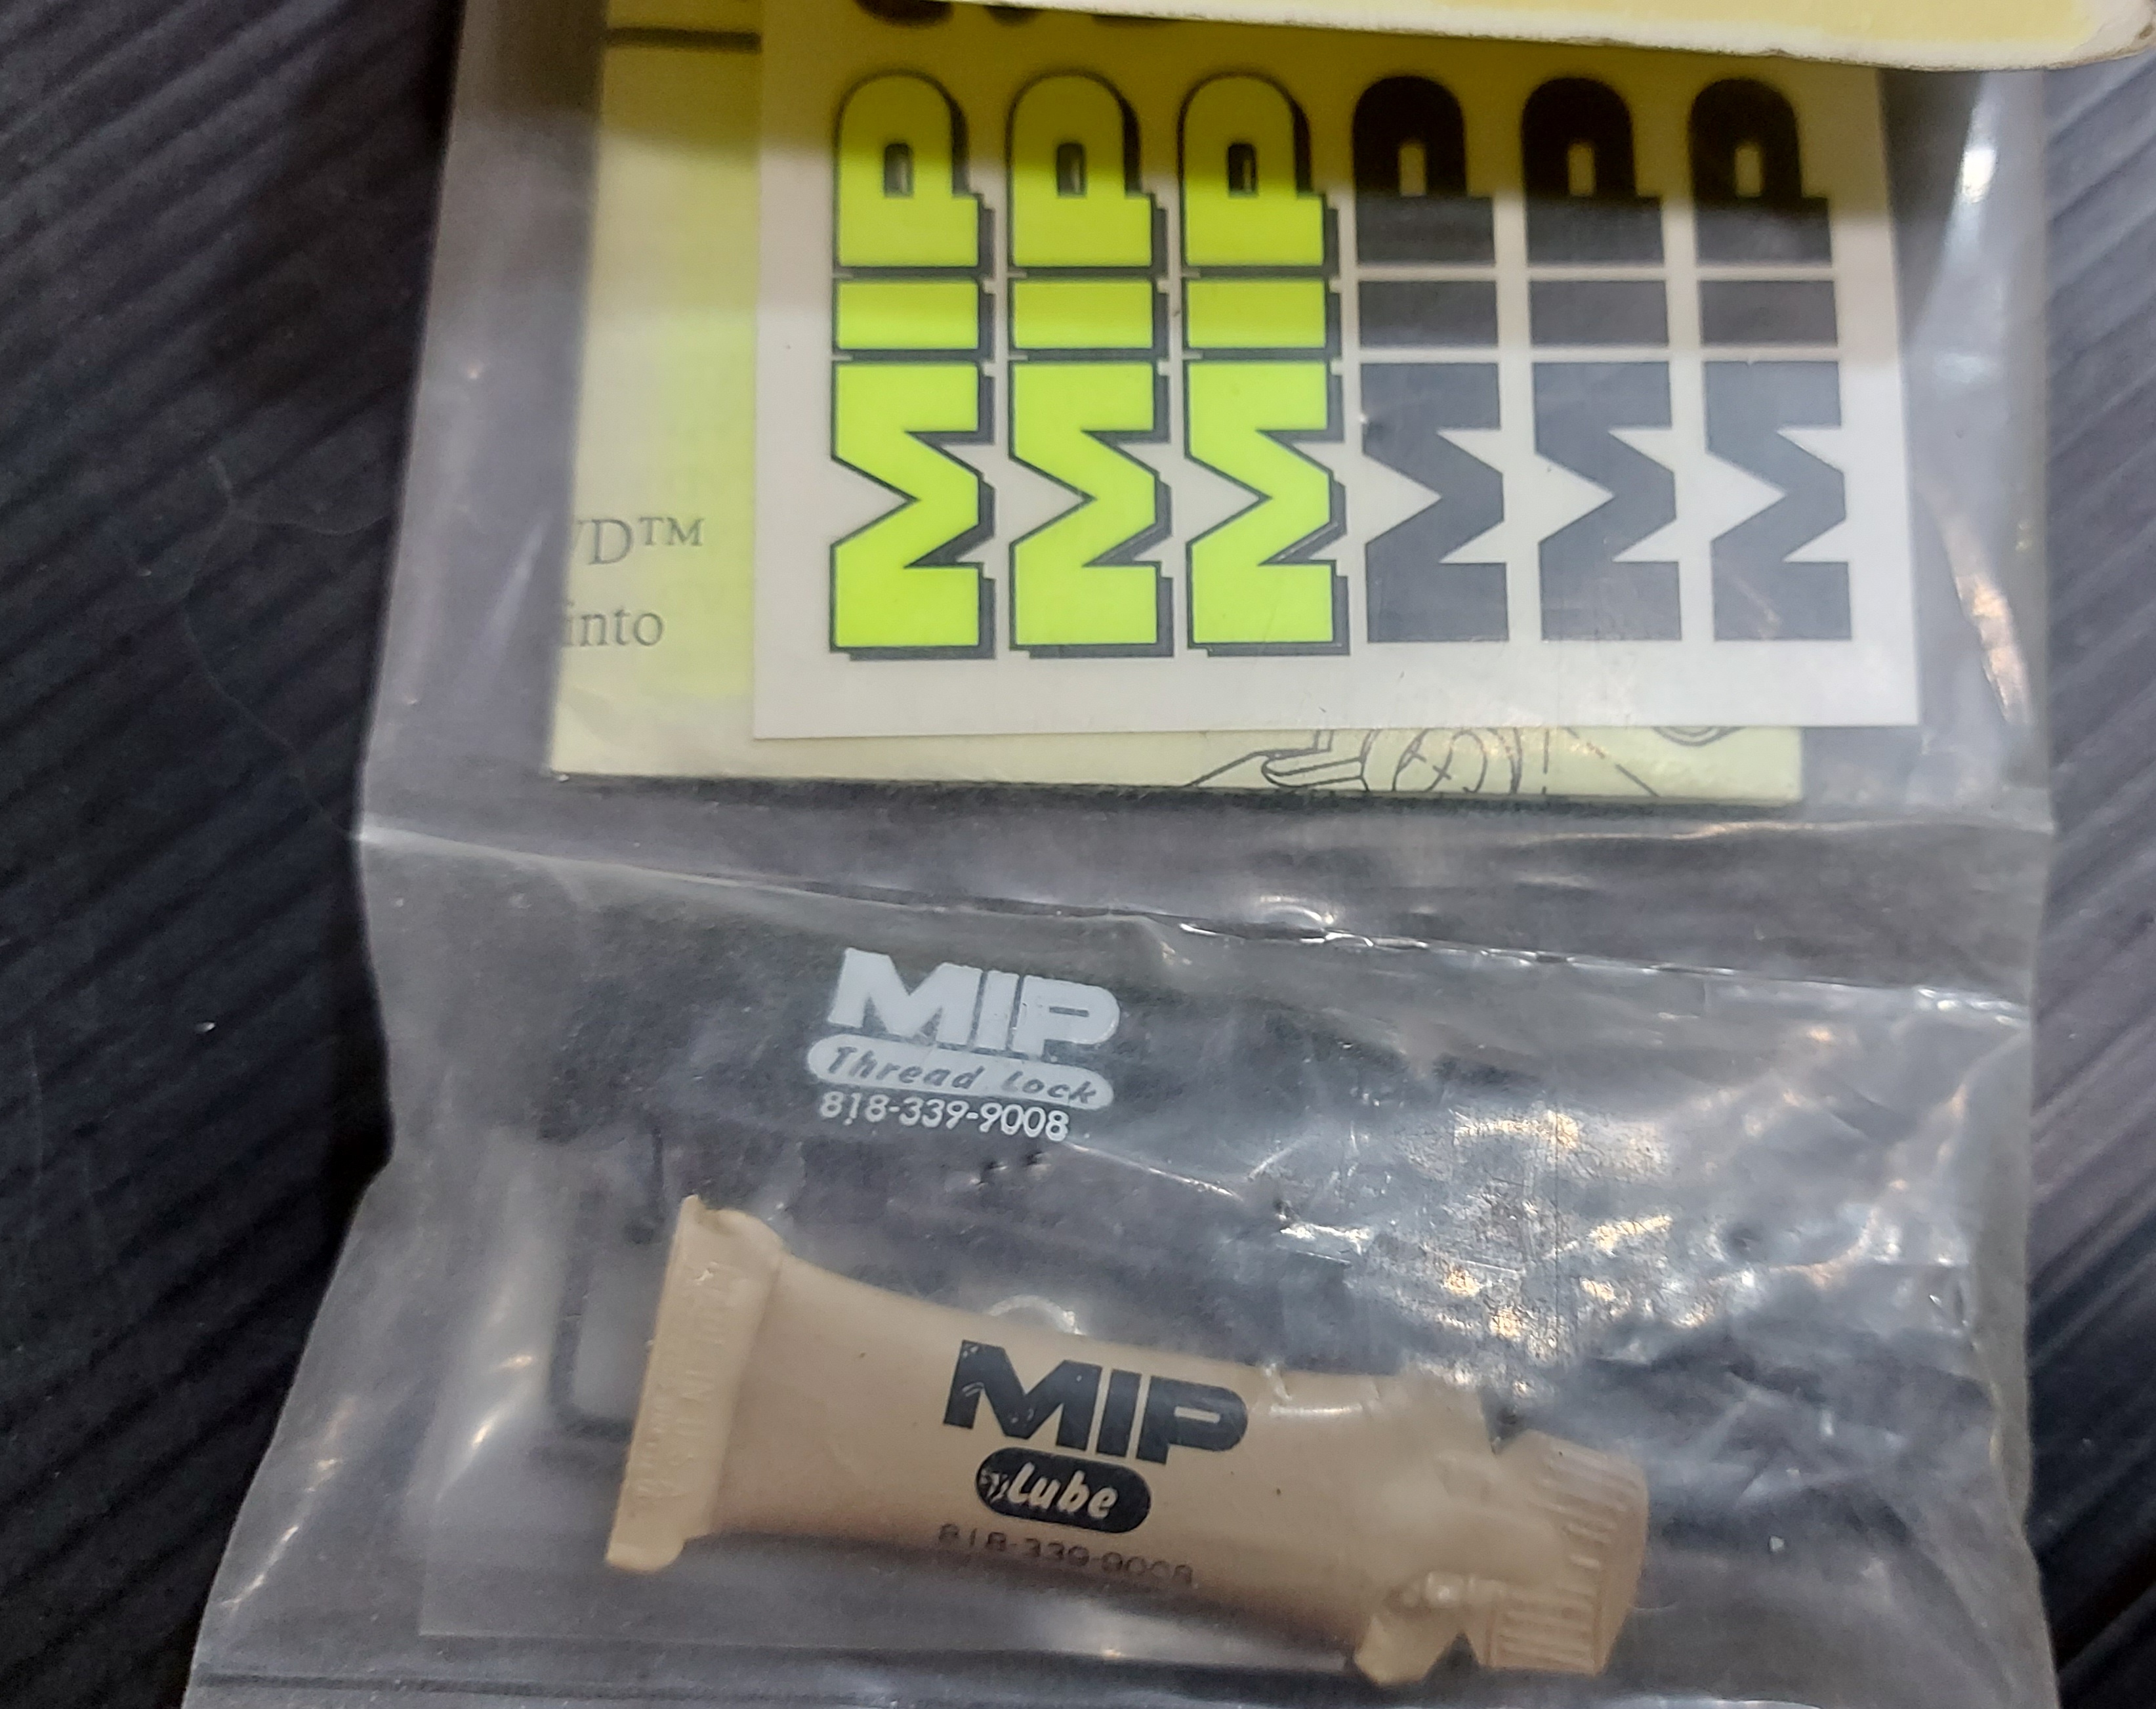 MIP MIP MIP MIP MIP MIP
VD™
into
MIP
Thread Lock
818-339-9008
MIP
Lube
818-339-9008